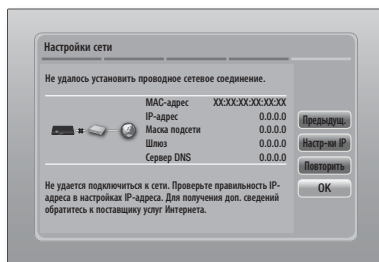 Настройки сети
Не удалось установить проводное сетевое соединение.
MAC-адрес XX:XX:XX:XX:XX:XX
IP-адрес 0.0.0.0
Маска подсети 0.0.0.0
Шлюз 0.0.0.0
Сервер DNS 0.0.0.0
Предыдущ.
Настр-ки IP
Повторить
OK
Не удается подключиться к сети. Проверьте правильность IP-
адреса в настройках IP-адреса. Для получения доп. сведений
обратитесь к поставщику услуг Интернета.